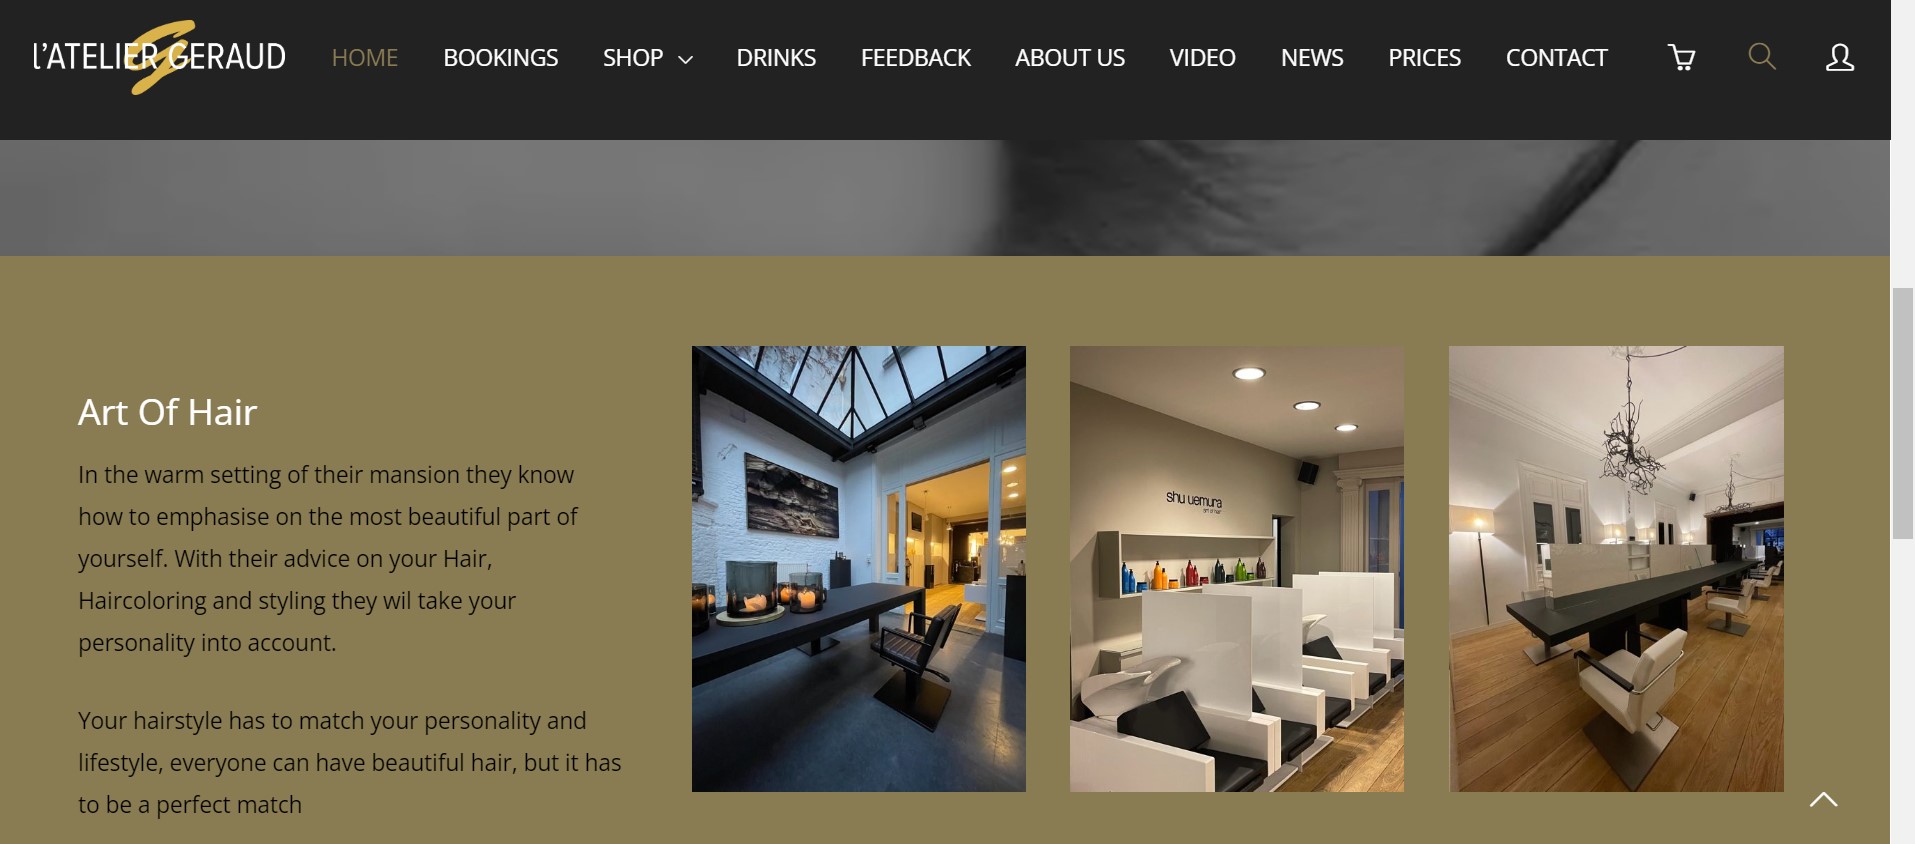 L'ATELIER GERAUD
HOME BOOKINGS SHOP DRINKS FEEDBACK ABOUT US VIDEO NEWS PRICES CONTACT
Art Of Hair
In the warm setting of their mansion they know
how to emphasise on the most beautiful part of
yourself. With their advice on your Hair,
Haircoloring and styling they wil take your
personality into account.
Your hairstyle has to match your personality and
lifestyle, everyone can have beautiful hair, but it has
to be a perfect match
shu uemura
art of hair